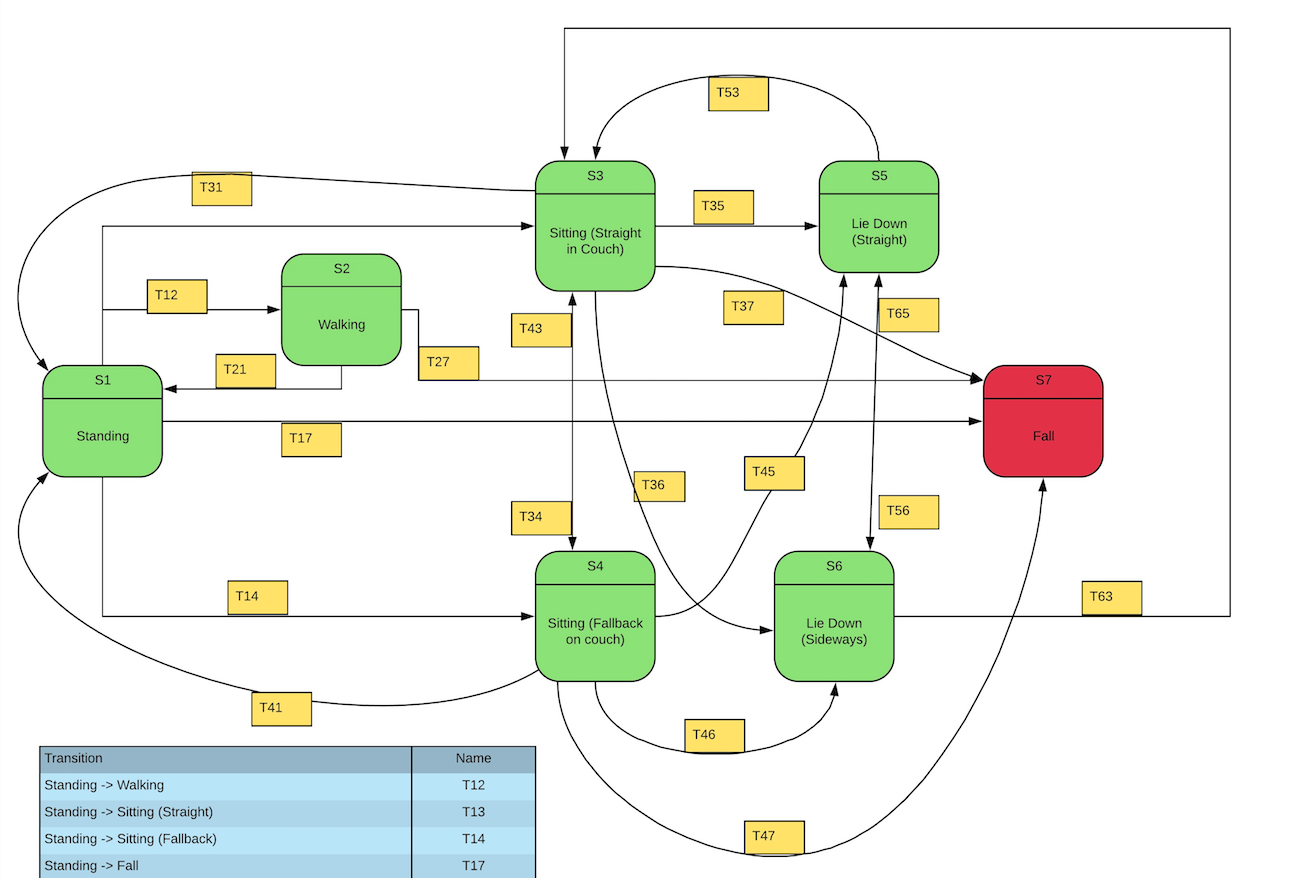 T53
S3
S5
T31
T35
Sitting (Straight
in Couch)
Lie Down
(Straight)
S2
T12
Walking
T43
T37
T65
T21
T27
S1
S7
Standing
T17
Fall
T36
T45
T34
T56
S4
S6
T14
T63
Sitting (Fallback
on couch)
Lie Down
(Sideways)
T41
T46
T47
Transition Name
Standing -> Walking T12
Standing -> Sitting (Straight) T13
Standing -> Sitting (Fallback) T14
Standing -> Fall T17